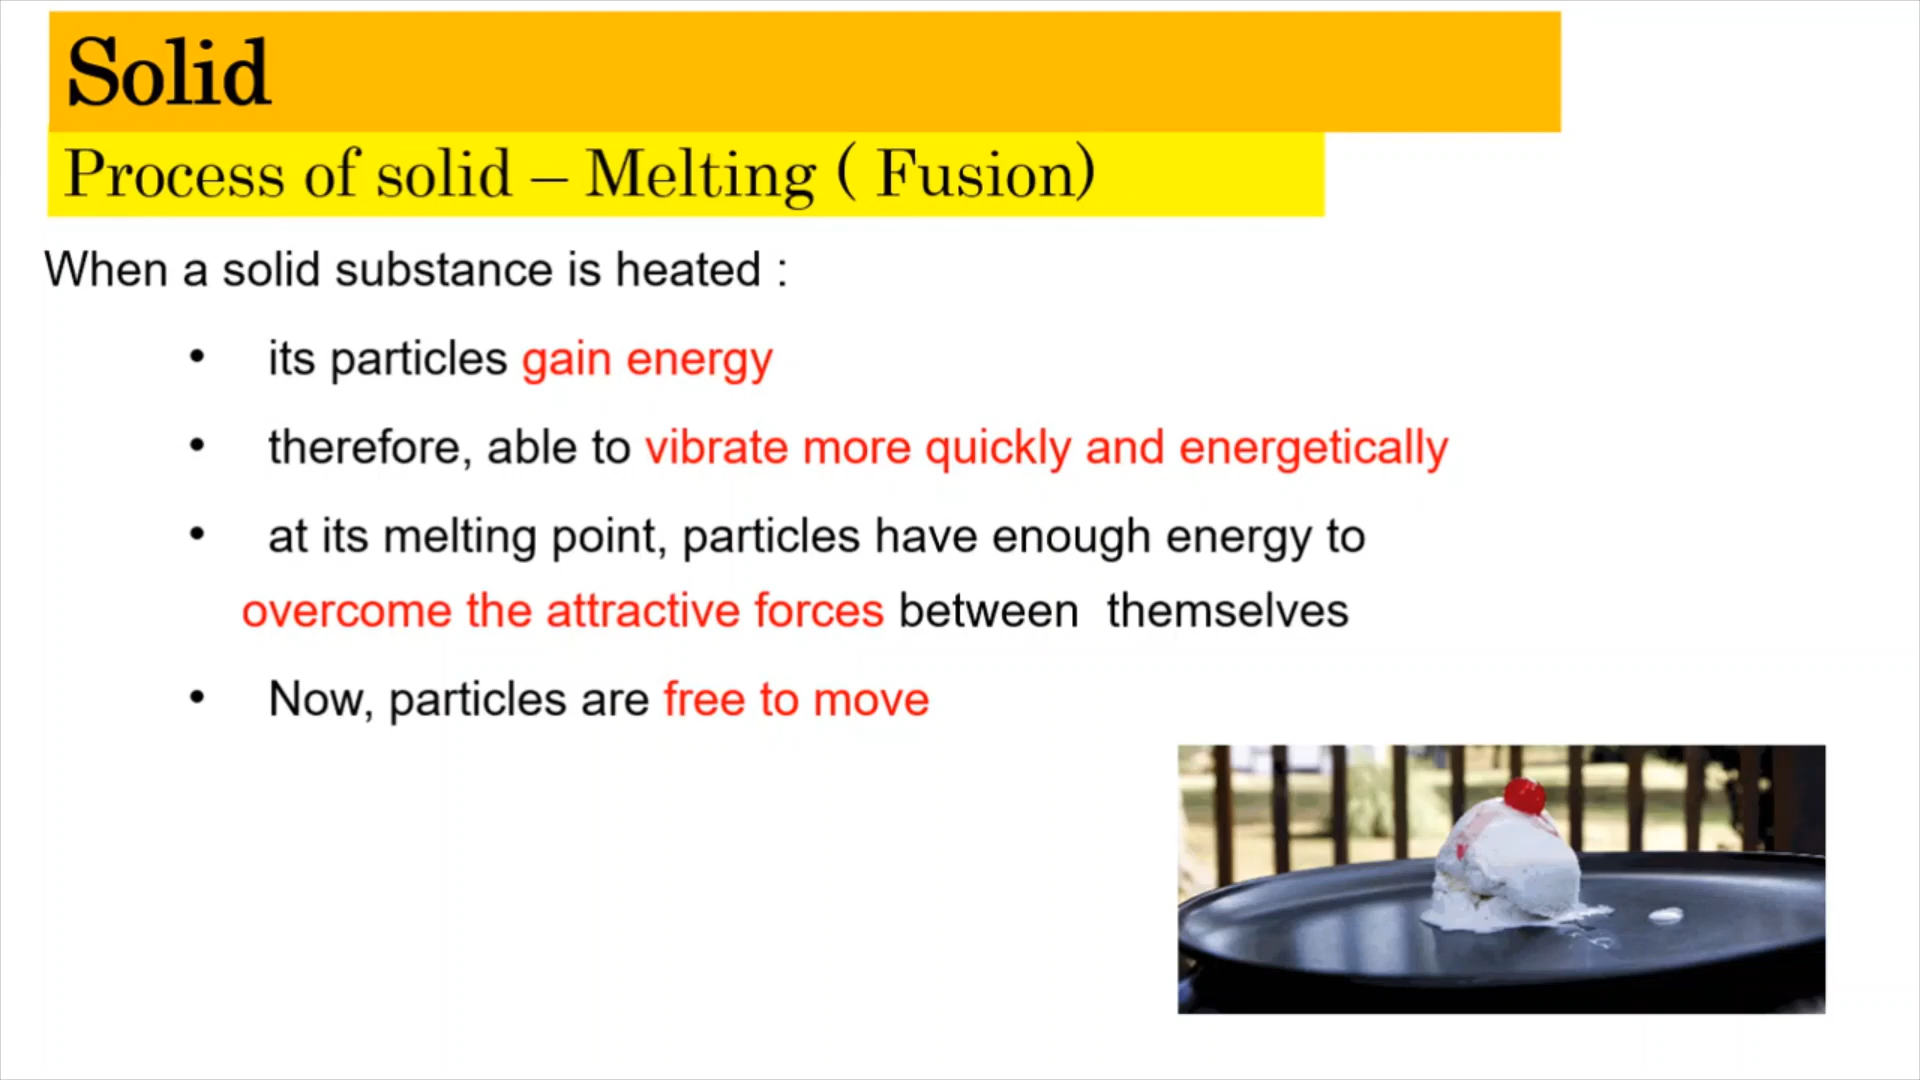 Solid
Process of solid – Melting ( Fusion)
When a solid substance is heated :
• its particles gain energy
• therefore, able to vibrate more quickly and energetically
• at its melting point, particles have enough energy to
overcome the attractive forces between themselves
• Now, particles are free to move